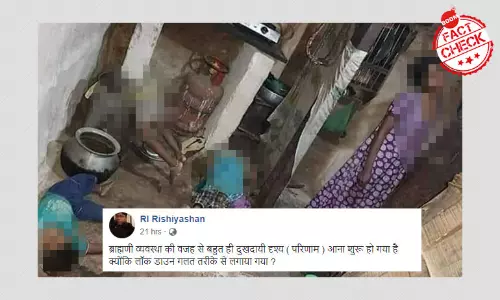 BOOM
FACT
CHECK
RI Rishiyashan
21 hrs ·
ब्राह्मणी व्यवस्था की वजह से बहुत ही दुखदायी दृश्य ( परिणाम ) आना शुरू हो गया है
क्योंकि लॉक डाउन गलत तरीके से लगाया गया ?